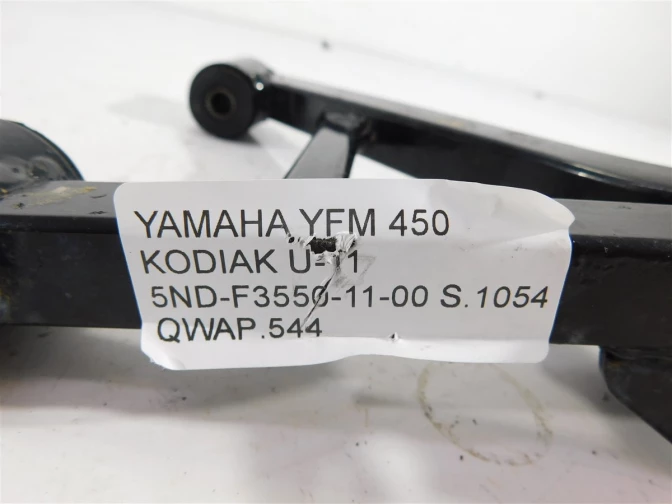 YAMAHA YFM 450
KODIAK
5ND-F3550-11-00 S.1054
QWAP.544